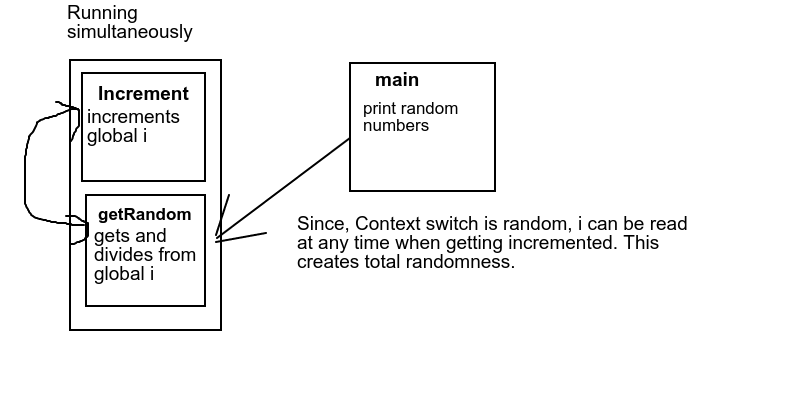 Running
simultaneously
Increment
increments
global i
getRandom
gets and
divides from
global i
main
print random
numbers
Since, Context switch is random, i can be read
at any time when getting incremented. This
creates total randomness.